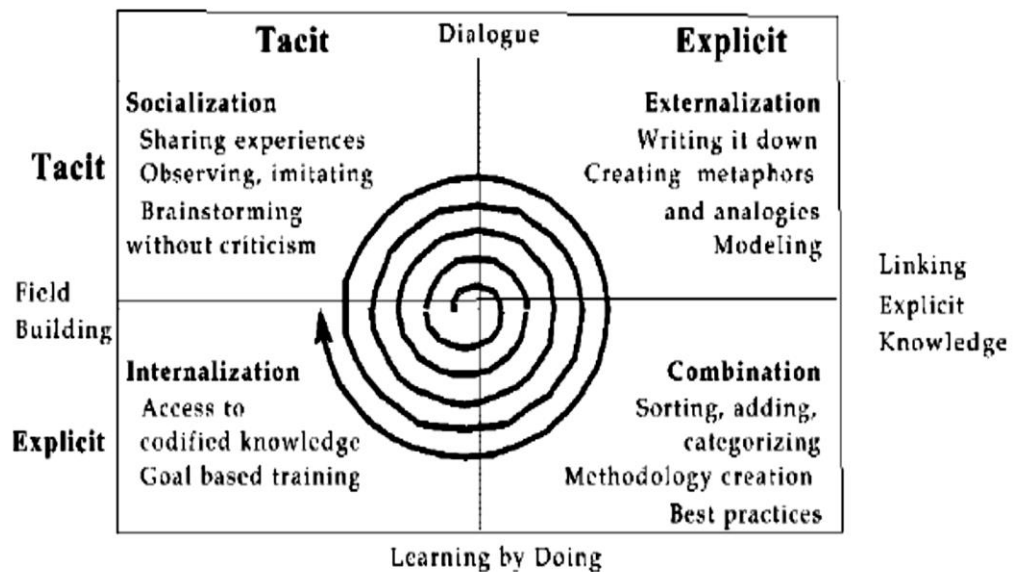 Tacit
Dialogue
Explicit
Tacit
Socialization
Sharing experiences
Observing, imitating
Brainstorming
without criticism
Externalization
Writing it down
Creating metaphors
and analogies
Modeling
Field
Building
Linking
Explicit
Knowledge
Explicit
Internalization
Access to
codified knowledge
Goal based training
Combination
Sorting, adding,
categorizing
Methodology creation
Best practices
Learning by Doing